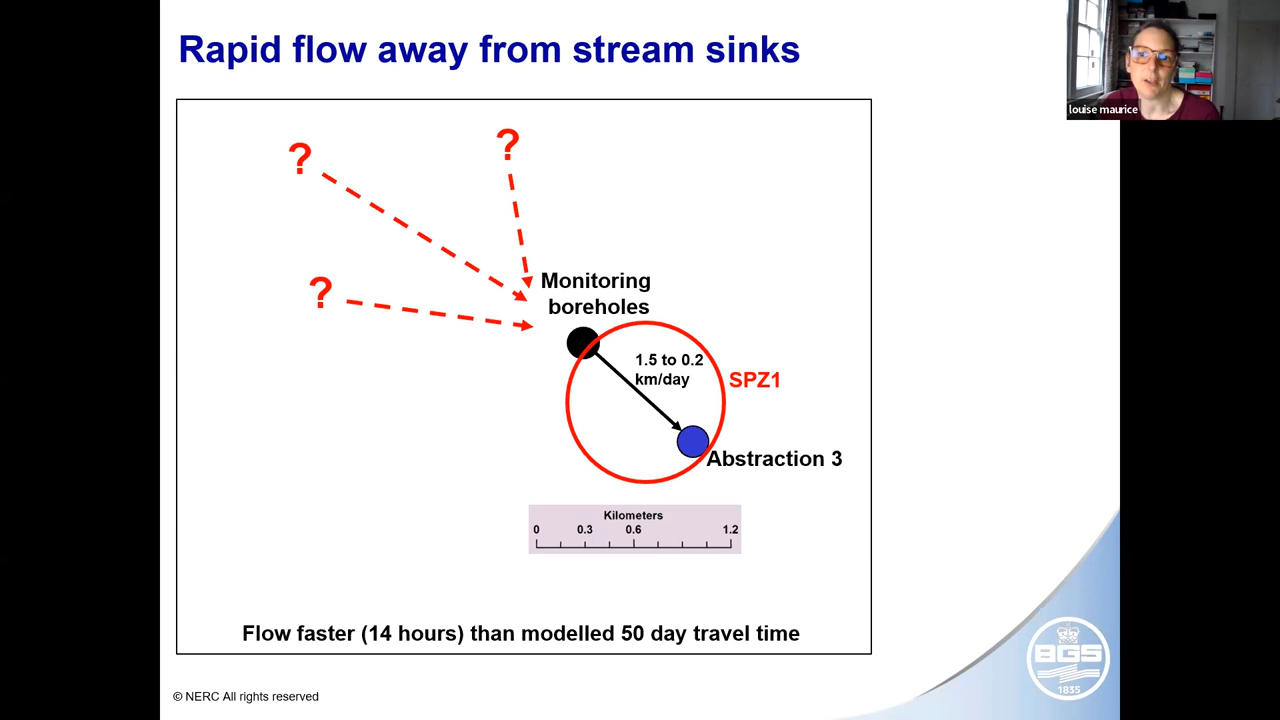 Rapid flow away from stream sinks
louise maurice
?
?
?
Monitoring
boreholes
1.5 to 0.2
km/day
SPZ1
Abstraction 3
Kilometers
0 0.3 0.6 1.2
Flow faster (14 hours) than modelled 50 day travel time
© NERC All rights reserved
BGS
1835